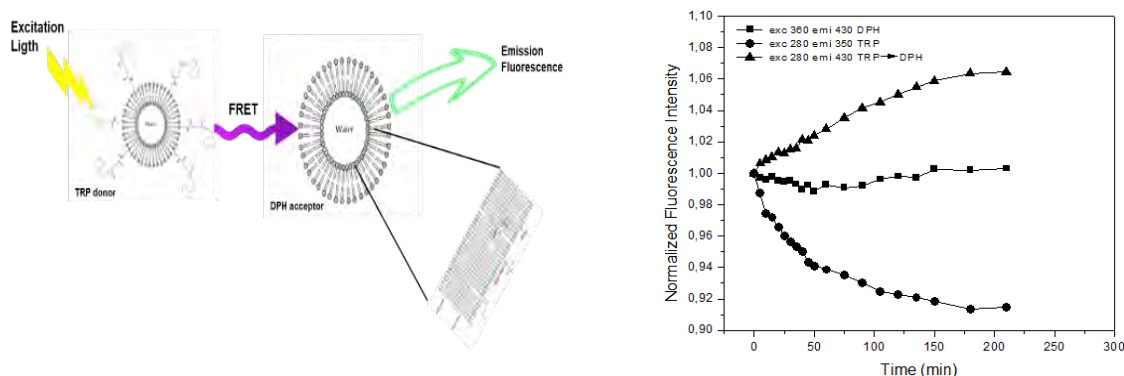 Excitation
Ligth
Emission
Fluorescence
FRET
Water
Water
TRP donor
DPH acceptor
1,10
1,08
1,06
1,04
1,02
1,00
0,98
0,96
0,94
0,92
0,90
Normalized Fluorescence Intensity
exc 360 emi 430 DPH
exc 280 emi 350 TRP
exc 280 emi 430 TRP DPH
0
50
100
150
200
250
300
Time (min)